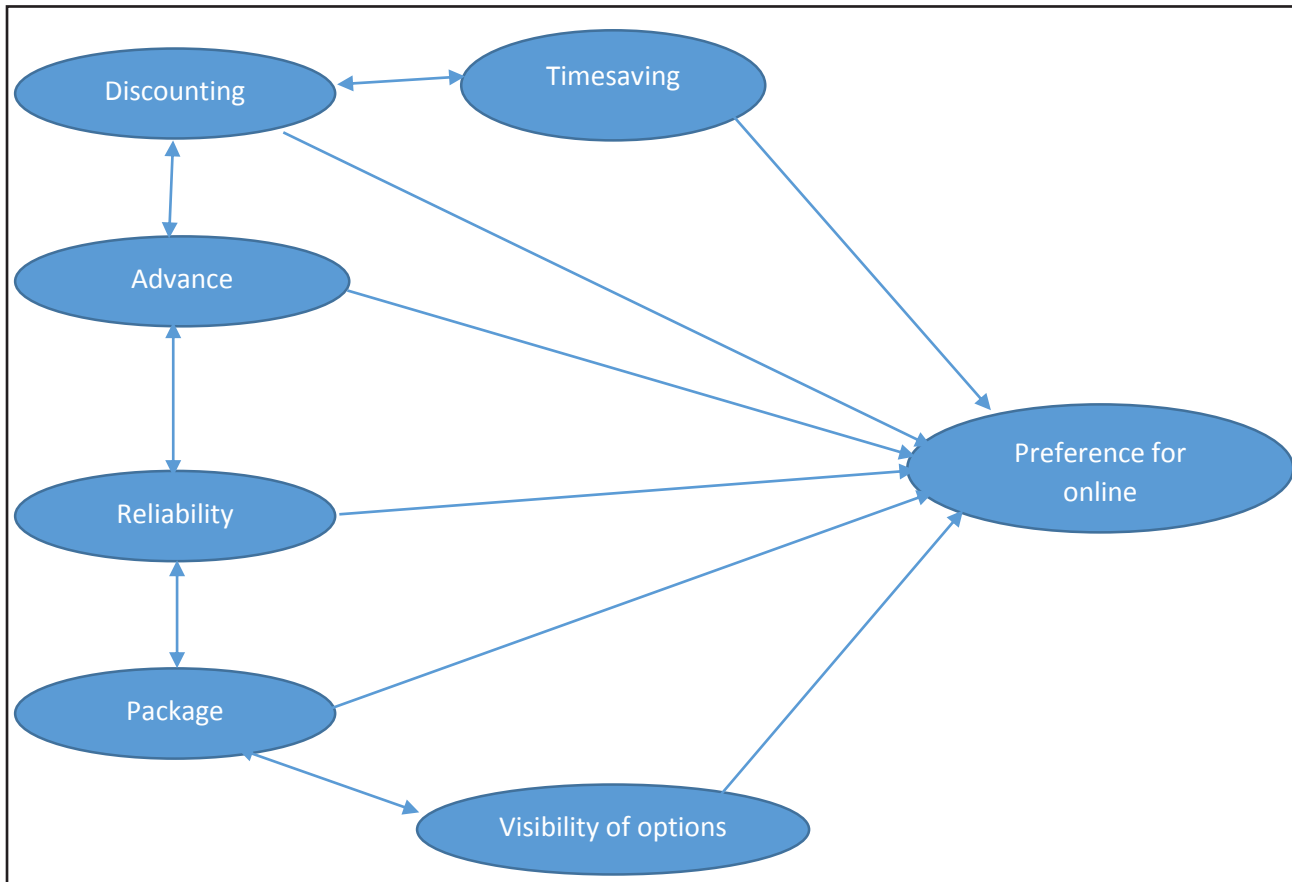 Discounting
Timesaving
Advance
Reliability
Package
Visibility of options
Preference for
online